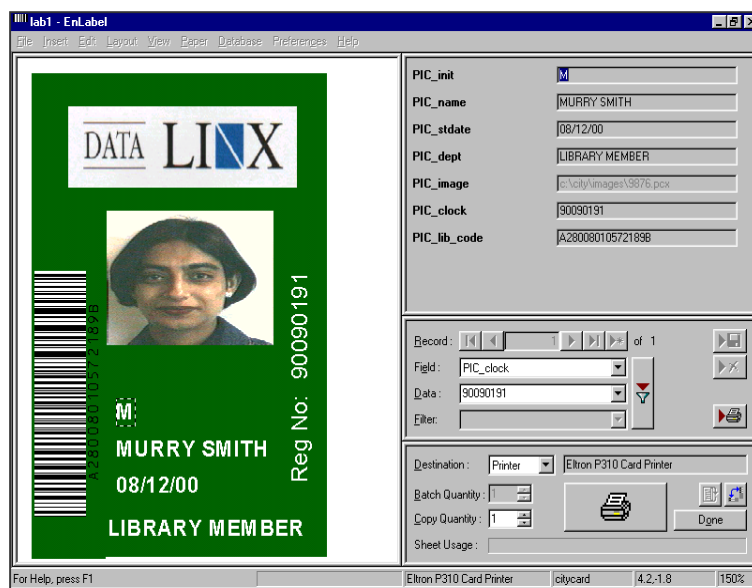 lab1 - EnLabel
File Insert Edit Layout View Paper Database Preferences Help
DATA LINX
A28008010572189B
Reg No: 90090191
M
MURRY SMITH
08/12/00
LIBRARY MEMBER
PIC_init M
PIC_name MURRY SMITH
PIC_stdate 08/12/00
PIC_dept LIBRARY MEMBER
PIC_image c:\city\images\9876.pcx
PIC_clock 90090191
PIC_lib_code A28008010572189B
Record : 1 of 1
Field : PIC_clock
Data : 90090191
Filter:
Destination : Printer Eltron P310 Card Printer
Batch Quantity : 1
Copy Quantity : 1
Done
Sheet Usage :
For Help, press F1 Eltron P310 Card Printer citycard 4.2,-1.8 150%